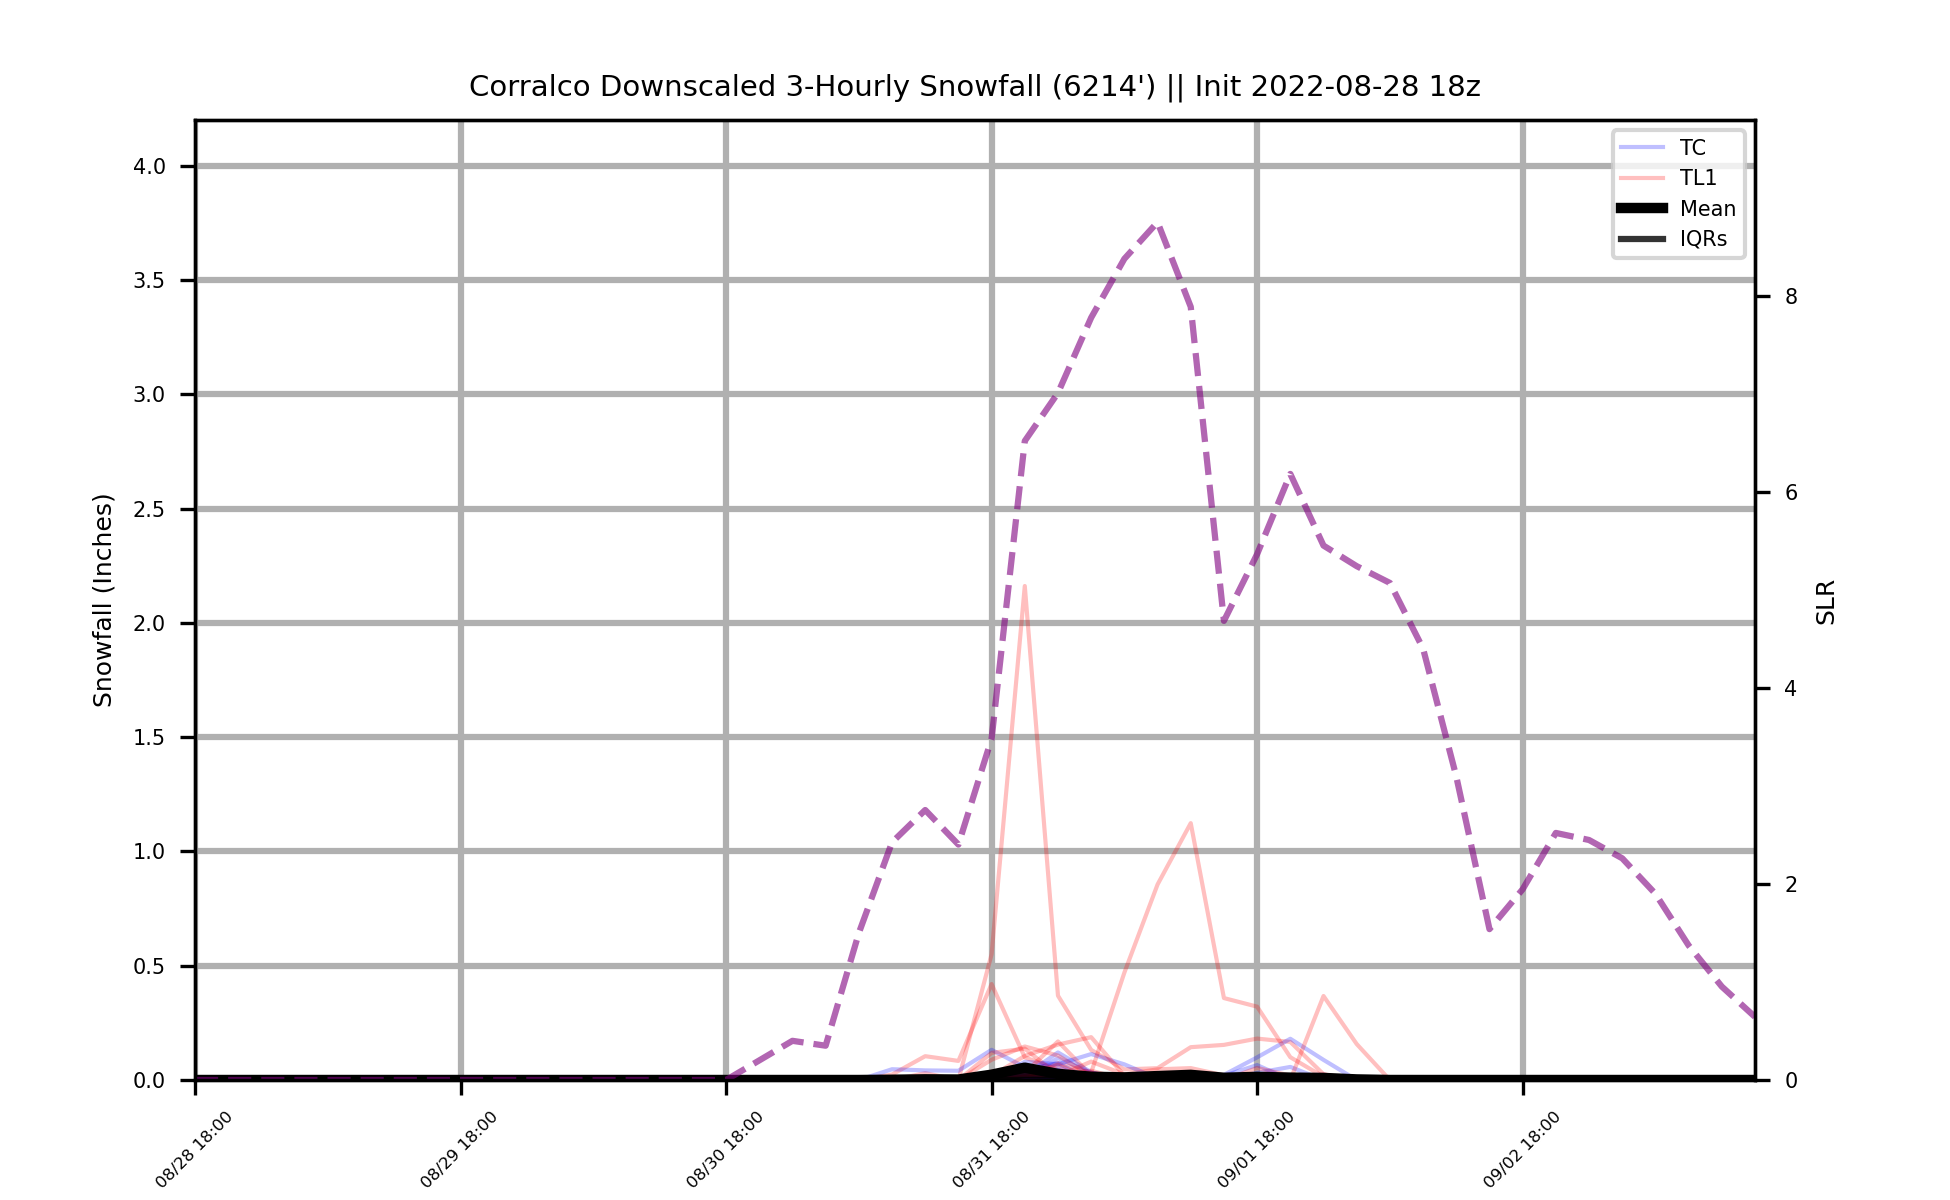 Corralco Downscaled 3-Hourly Snowfall (6214') || Init 2022-08-28 18z
TC
TL1
Mean
IQRs
Snowfall (Inches)
4.0
3.5
3.0
2.5
2.0
1.5
1.0
0.5
0.0
SLR
8
6
4
2
0
08/28 18:00
08/29 18:00
08/30 18:00
08/31 18:00
09/01 18:00
09/02 18:00